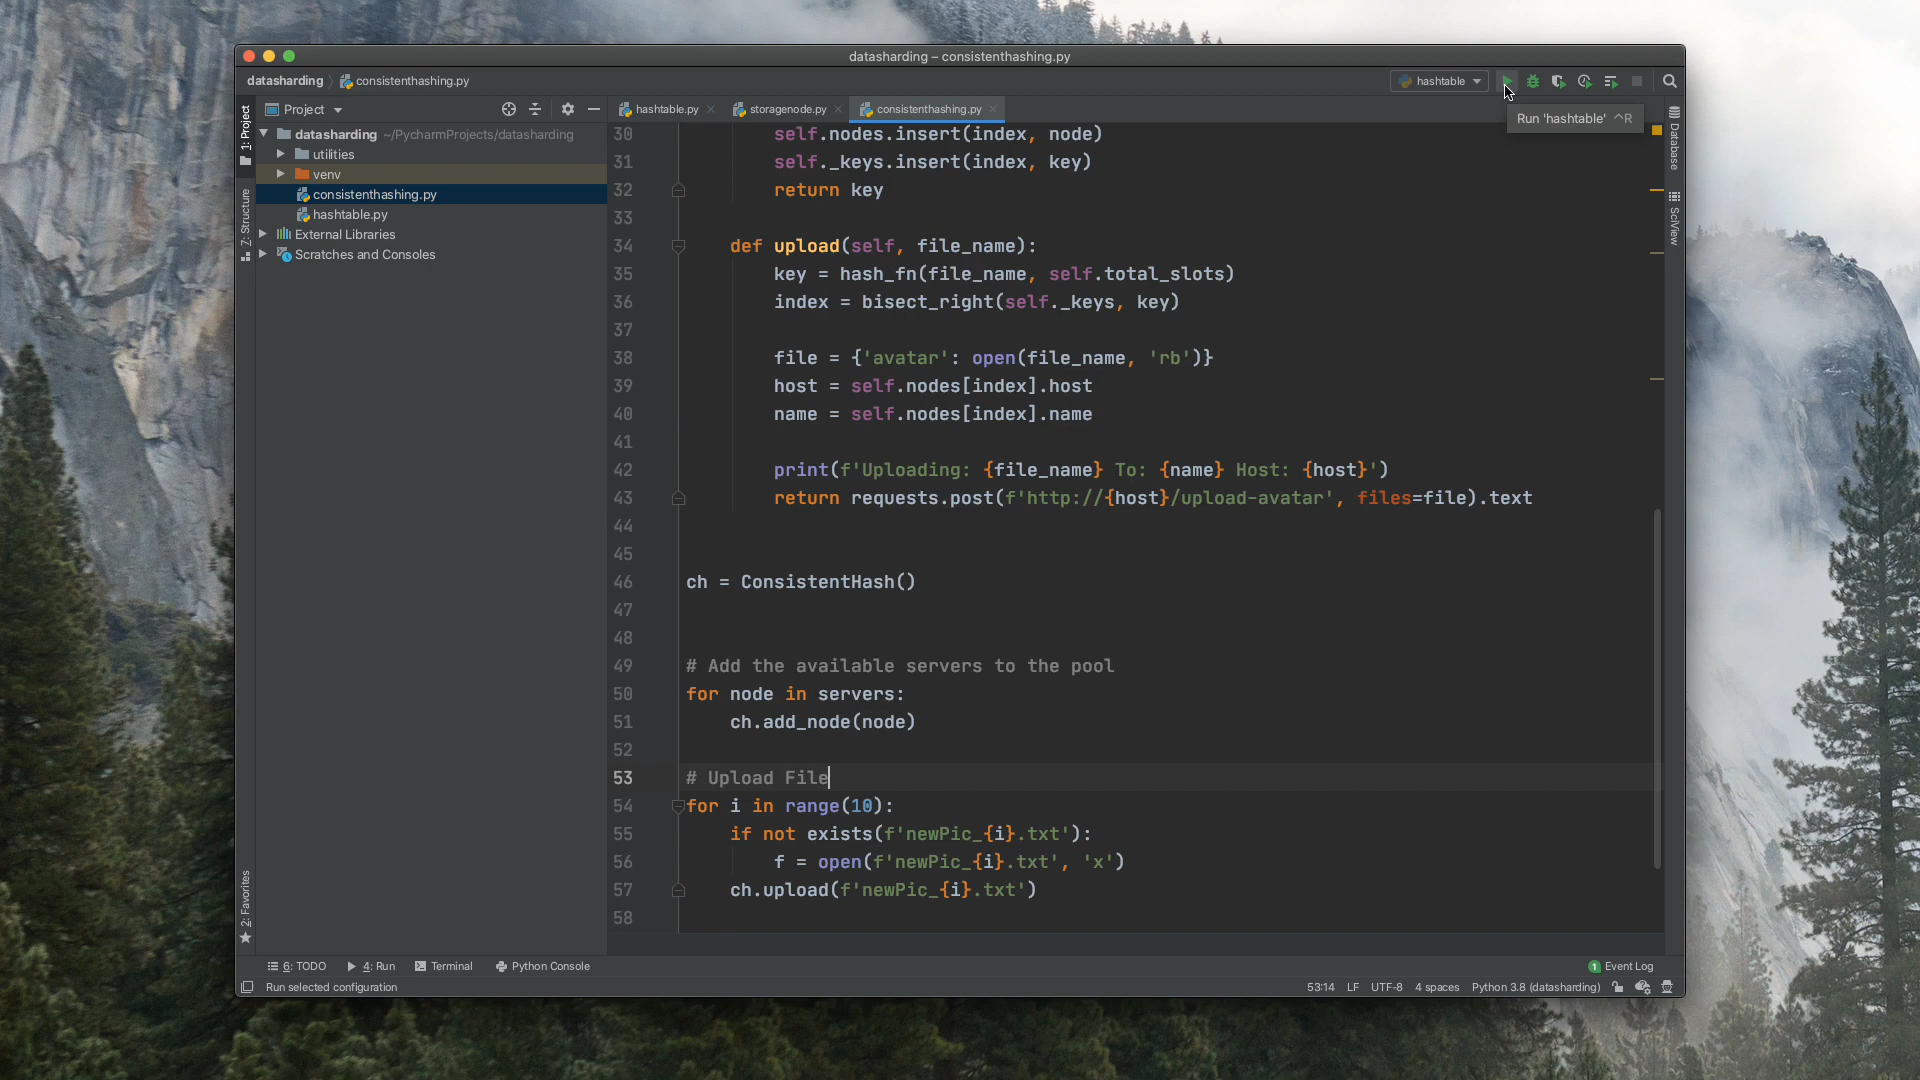 datasharding – consistenthashing.py
datasharding
consistenthashing.py
hashtable
Run 'hashtable' ^R
1: Project
Project
hashtable.py
storagenode.py
consistenthashing.py
datasharding ~/PycharmProjects/datasharding
utilities
venv
consistenthashing.py
hashtable.py
External Libraries
Scratches and Consoles
Z: Structure
2: Favorites
Database
SciView
30 self.nodes.insert(index, node)
31 self._keys.insert(index, key)
32 return key
33
34 def upload(self, file_name):
35 key = hash_fn(file_name, self.total_slots)
36 index = bisect_right(self._keys, key)
37
38 file = {'avatar': open(file_name, 'rb')}
39 host = self.nodes[index].host
40 name = self.nodes[index].name
41
42 print(f'Uploading: {file_name} To: {name} Host: {host}')
43 return requests.post(f'http://{host}/upload-avatar', files=file).text
44
45
46 ch = ConsistentHash()
47
48
49 # Add the available servers to the pool
50 for node in servers:
51 ch.add_node(node)
52
53 # Upload File
54 for i in range(10):
55 if not exists(f'newPic_{i}.txt'):
56 f = open(f'newPic_{i}.txt', 'x')
57 ch.upload(f'newPic_{i}.txt')
58
6: TODO
4: Run
Terminal
Python Console
1 Event Log
Run selected configuration
53:14 LF UTF-8 4 spaces Python 3.8 (datasharding)